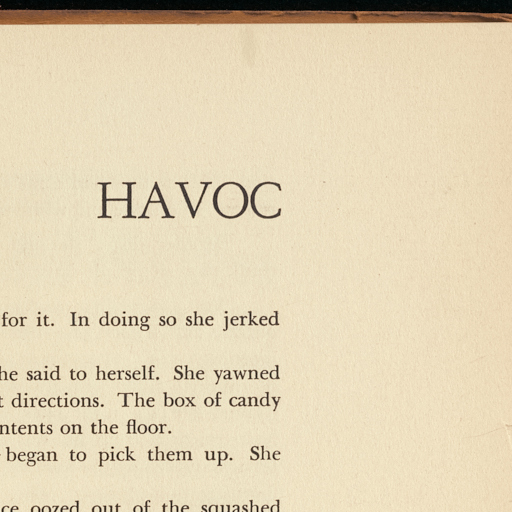 HAVOC
for it. In doing so she jerked
he said to herself. She yawned
t directions. The box of candy
ntents on the floor.
began to pick them up. She
ce oozed out of the squashed